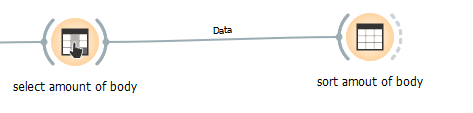 Data
select amount of body
sort amout of body